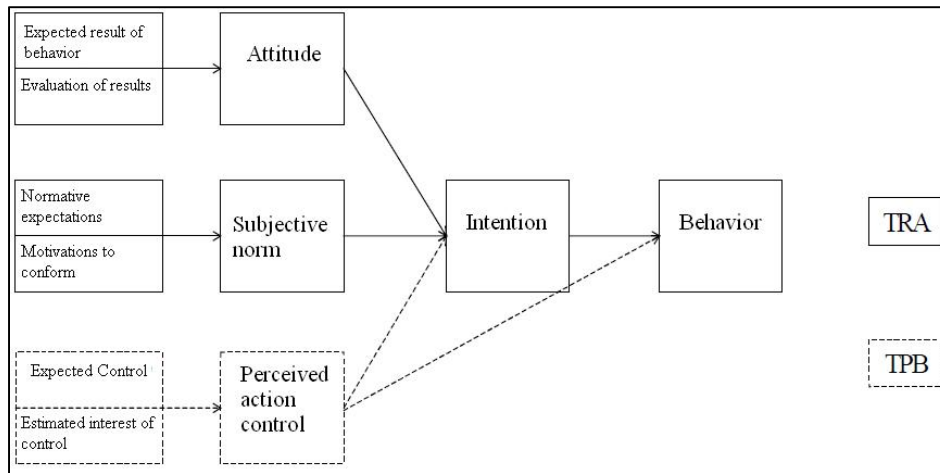 Expected result of
behavior
Evaluation of results
Attitude
Normative
expectations
Motivations to
conform
Subjective
norm
Intention
Behavior
TRA
Expected Control
Estimated interest of
control
Perceived
action
control
TPB